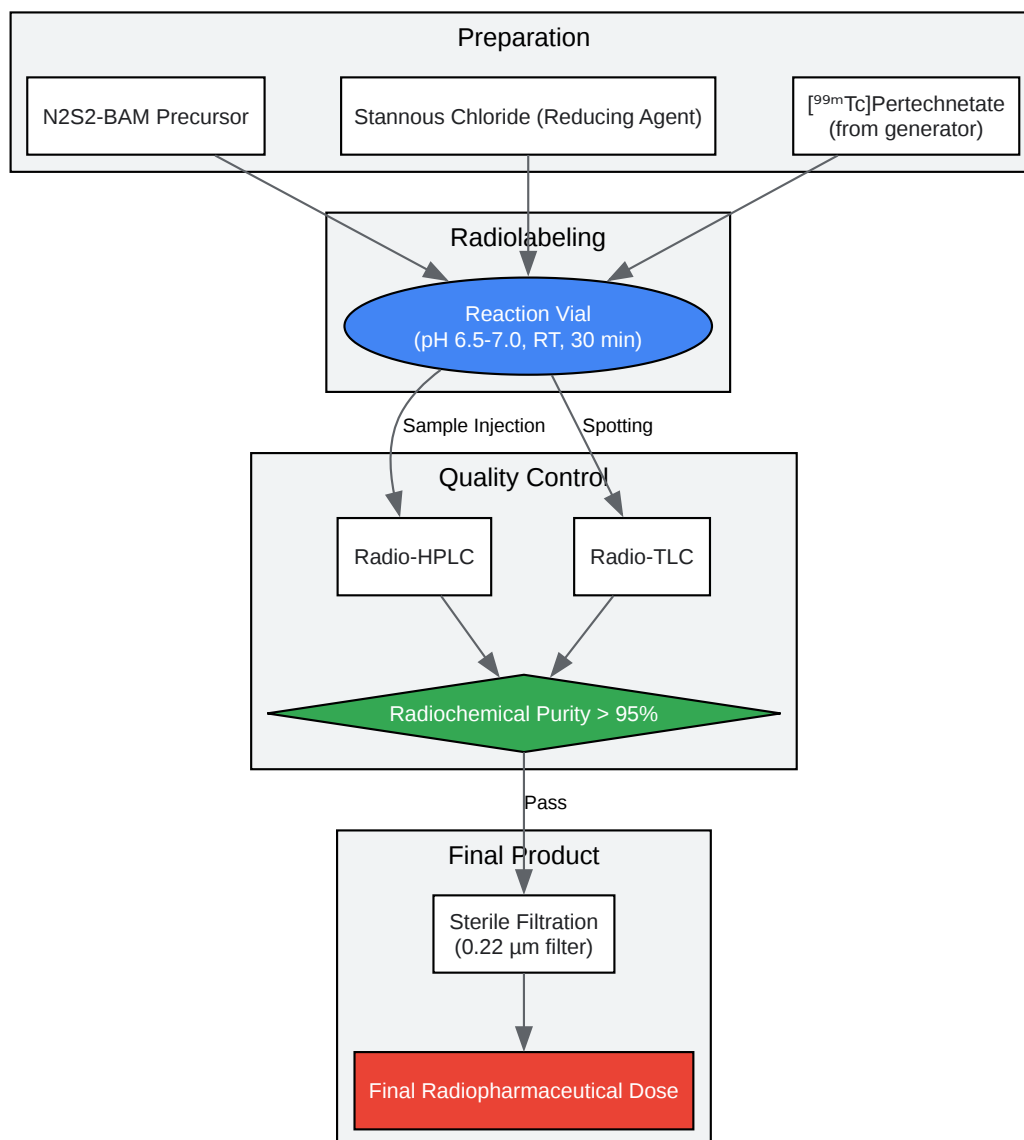 Preparation
N2S2-BAM Precursor
Stannous Chloride (Reducing Agent)
[⁹⁹ᵐTc]Pertechnetate
(from generator)
Radiolabeling
Reaction Vial
(pH 6.5-7.0, RT, 30 min)
Sample Injection
Spotting
Quality Control
Radio-HPLC
Radio-TLC
Radiochemical Purity > 95%
Pass
Final Product
Sterile Filtration
(0.22 µm filter)
Final Radiopharmaceutical Dose